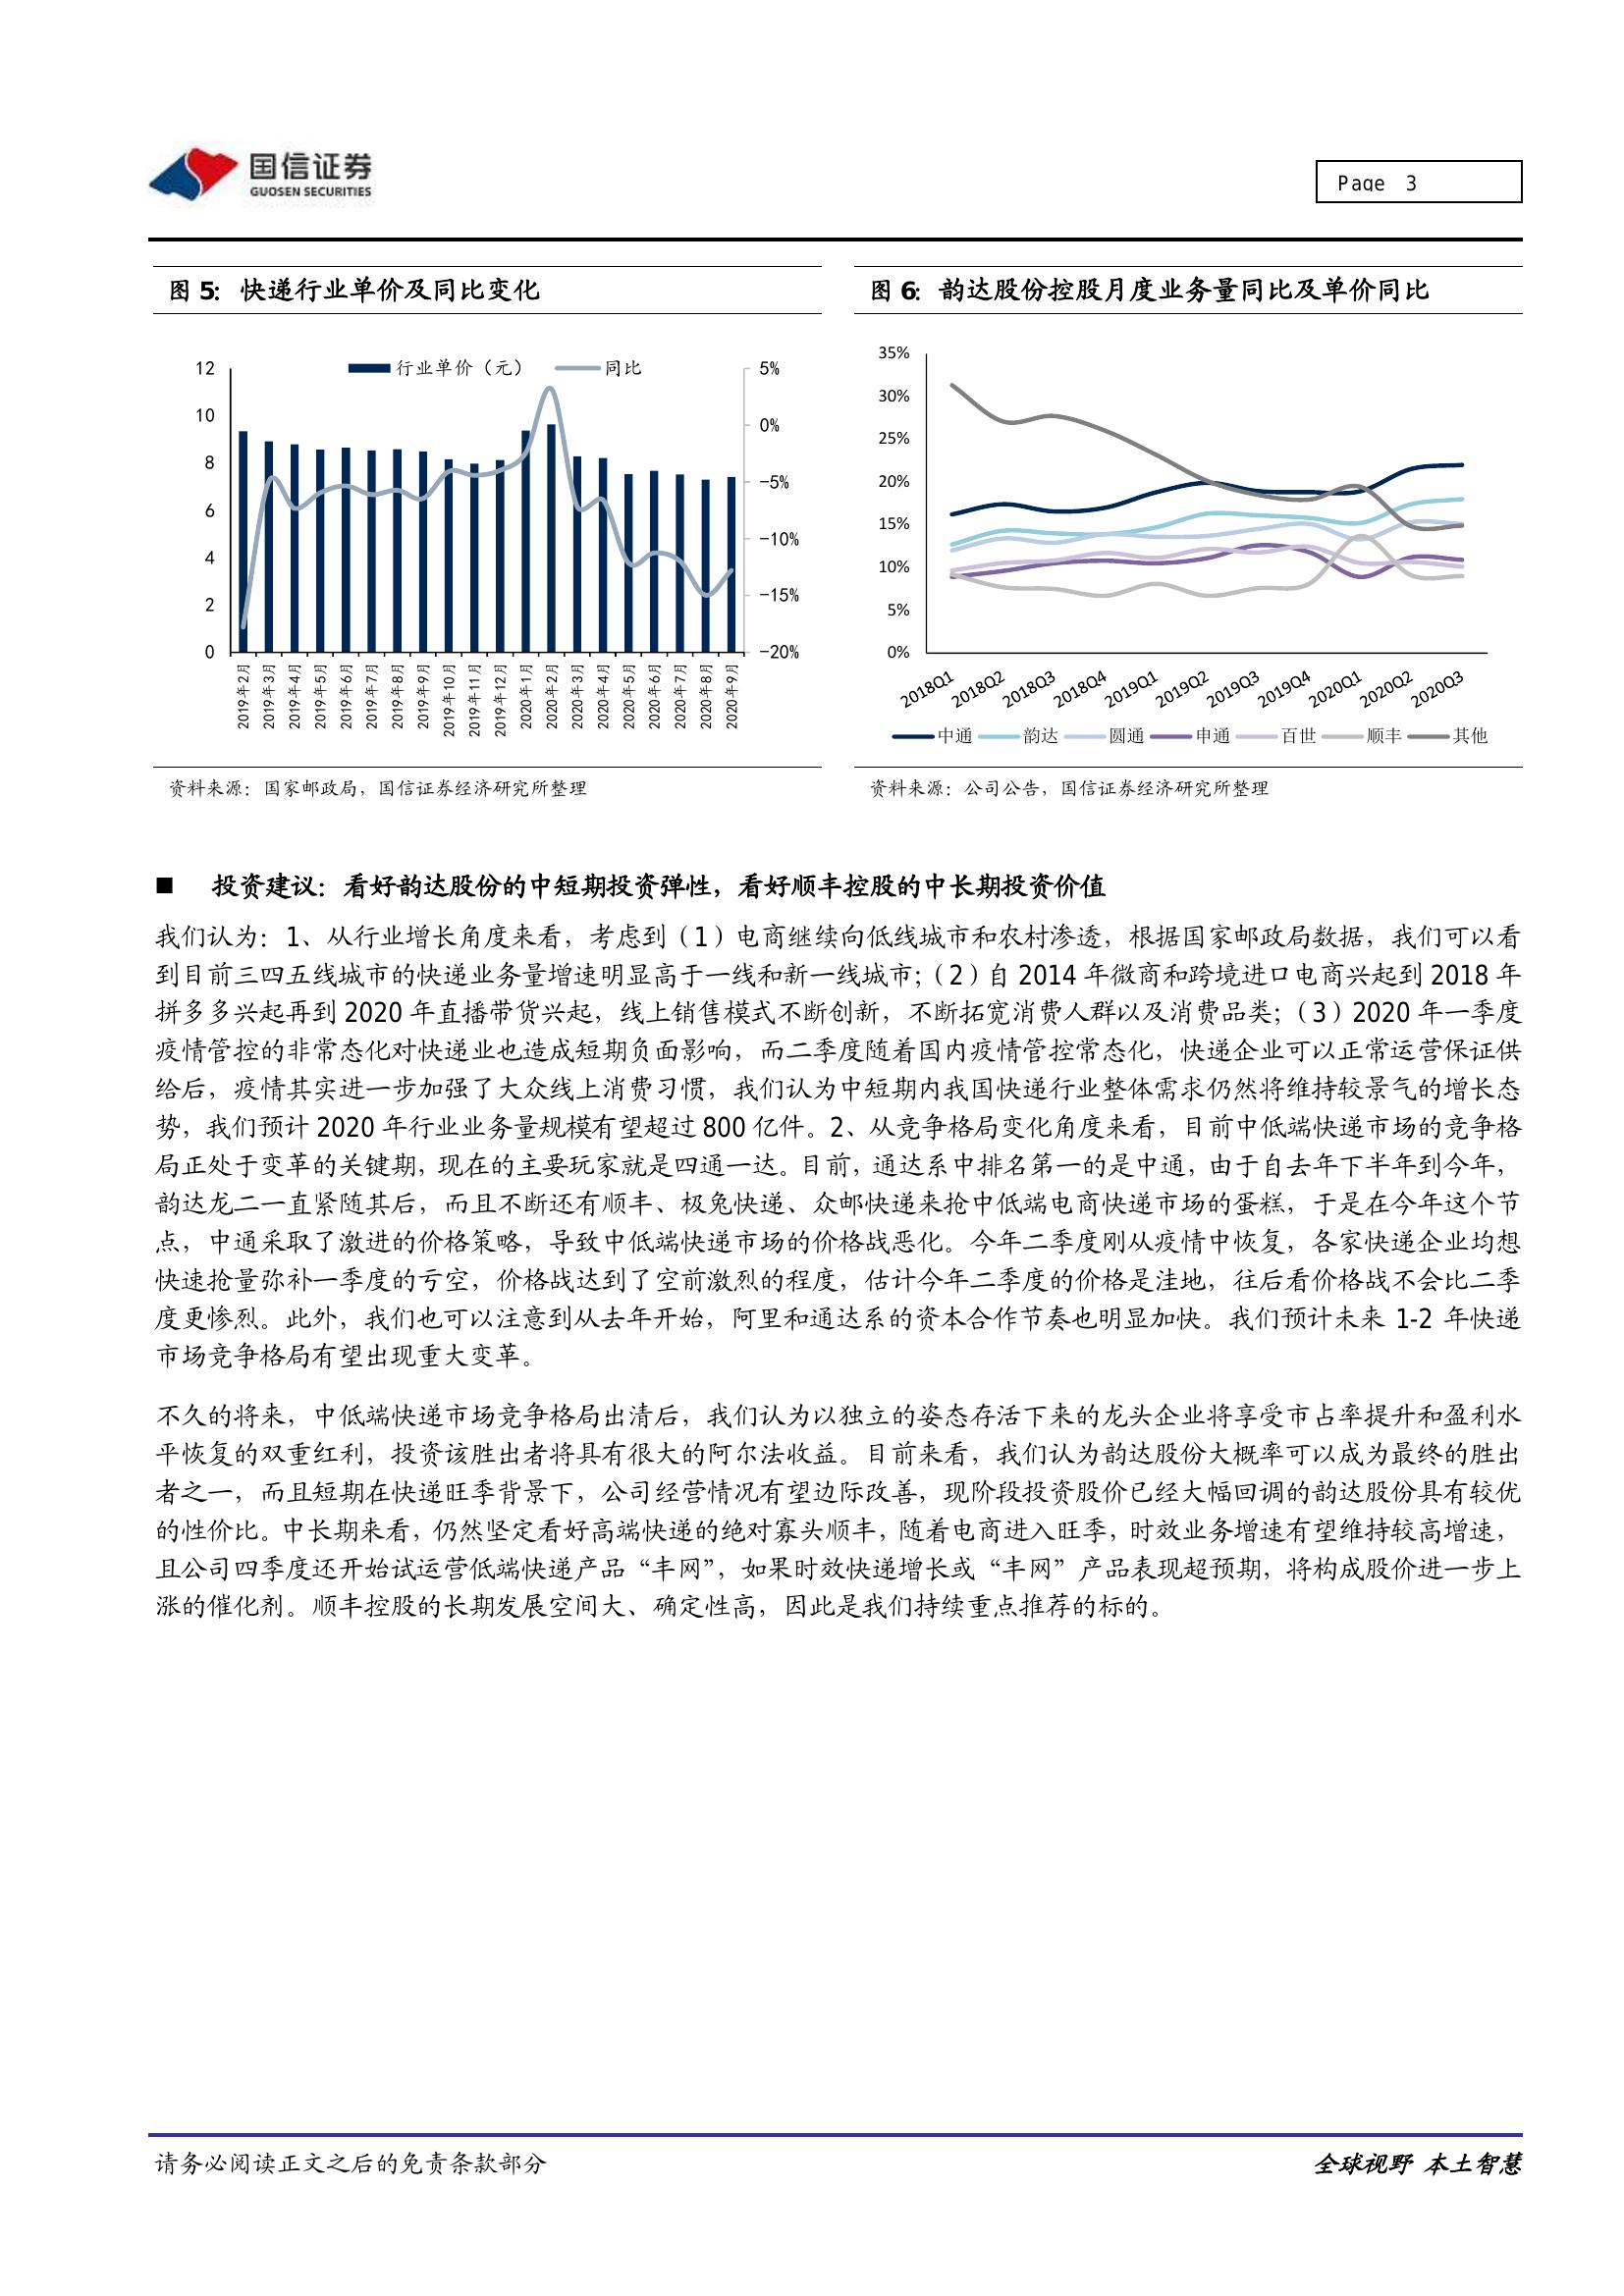 国信证券
GUOSEN SECURITIES
Page 3
图 5：快递行业单价及同比变化
12
10
8
6
4
2
0
行业单价（元）
同比
5%
0%
-5%
-10%
-15%
-20%
2019年2月
2019年3月
2019年4月
2019年5月
2019年6月
2019年7月
2019年8月
2019年9月
2019年10月
2019年11月
2019年12月
2020年1月
2020年2月
2020年3月
2020年4月
2020年5月
2020年6月
2020年7月
2020年8月
2020年9月
资料来源：国家邮政局，国信证券经济研究所整理
图 6：韵达股份控股月度业务量同比及单价同比
35%
30%
25%
20%
15%
10%
5%
0%
2018Q1
2018Q2
2018Q3
2018Q4
2019Q1
2019Q2
2019Q3
2019Q4
2020Q1
2020Q2
2020Q3
中通 韵达 圆通 申通 百世 顺丰 其他
资料来源：公司公告，国信证券经济研究所整理
■ 投资建议：看好韵达股份的中短期投资弹性，看好顺丰控股的中长期投资价值
我们认为：1、从行业增长角度来看，考虑到（1）电商继续向低线城市和农村渗透，根据国家邮政局数据，我们可以看
到目前三四五线城市的快递业务量增速明显高于一线和新一线城市；（2）自 2014 年微商和跨境进口电商兴起到 2018 年
拼多多兴起再到 2020 年直播带货兴起，线上销售模式不断创新，不断拓宽消费人群以及消费品类；（3）2020 年一季度
疫情管控的非常态化对快递业也造成短期负面影响，而二季度随着国内疫情管控常态化，快递企业可以正常运营保证供
给后，疫情其实进一步加强了大众线上消费习惯，我们认为中短期内我国快递行业整体需求仍然将维持较景气的增长态
势，我们预计 2020 年行业业务量规模有望超过 800 亿件。2、从竞争格局变化角度来看，目前中低端快递市场的竞争格
局正处于变革的关键期，现在的主要玩家就是四通一达。目前，通达系中排名第一的是中通，由于自去年下半年到今年，
韵达龙二一直紧随其后，而且不断还有顺丰、极兔快递、众邮快递来抢中低端电商快递市场的蛋糕，于是在今年这个节
点，中通采取了激进的价格策略，导致中低端快递市场的价格战恶化。今年二季度刚从疫情中恢复，各家快递企业均想
快速抢量弥补一季度的亏空，价格战达到了空前激烈的程度，估计今年二季度的价格是洼地，往后看价格战不会比二季
度更惨烈。此外，我们也可以注意到从去年开始，阿里和通达系的资本合作节奏也明显加快。我们预计未来 1-2 年快递
市场竞争格局有望出现重大变革。
不久的将来，中低端快递市场竞争格局出清后，我们认为以独立的姿态存活下来的龙头企业将享受市占率提升和盈利水
平恢复的双重红利，投资该胜出者将具有很大的阿尔法收益。目前来看，我们认为韵达股份大概率可以成为最终的胜出
者之一，而且短期在快递旺季背景下，公司经营情况有望边际改善，现阶段投资股价已经大幅回调的韵达股份具有较优
的性价比。中长期来看，仍然坚定看好高端快递的绝对寡头顺丰，随着电商进入旺季，时效业务增速有望维持较高增速，
且公司四季度还开始试运营低端快递产品“丰网”，如果时效快递增长或“丰网”产品表现超预期，将构成股价进一步上
涨的催化剂。顺丰控股的长期发展空间大、确定性高，因此是我们持续重点推荐的标的。
请务必阅读正文之后的免责条款部分
全球视野 本土智慧